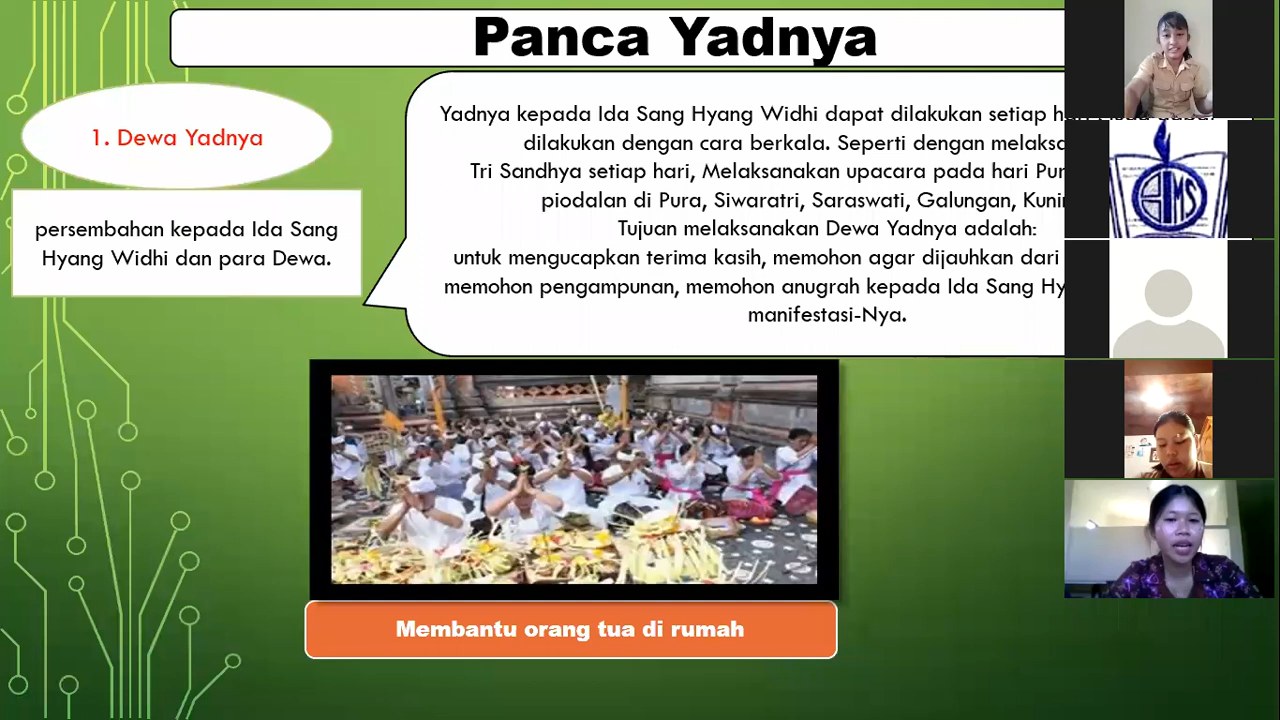 Panca Yadnya
1. Dewa Yadnya
persembahan kepada Ida Sang
Hyang Widhi dan para Dewa.
Yadnya kepada Ida Sang Hyang Widhi dapat dilakukan setiap
dilakukan dengan cara berkala. Seperti dengan
Tri Sandhya setiap hari, Melaksanakan upacara pada hari
piodalan di Pura, Siwaratri, Saraswati, Galungan,
Tujuan melaksanakan Dewa Yadnya adalah:
untuk mengucapkan terima kasih, memohon agar dijauhkan dari
memohon pengampunan, memohon anugrah kepada Ida Sang
manifestasi-Nya.
Membantu orang tua di rumah